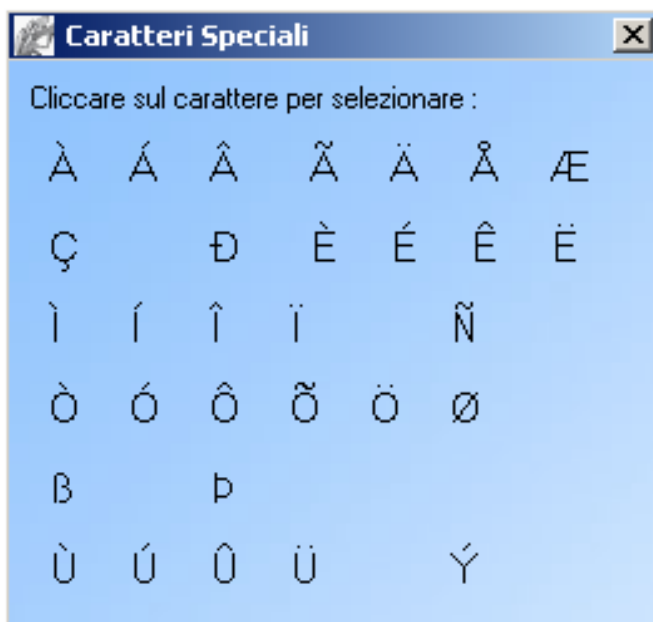 Caratteri Speciali
Cliccare sul carattere per selezionare :
À Á Â Ã Ä Å Æ
Ç Ð È É Ê Ë
Ì Í Î Ï Ñ
Ò Ó Ô Õ Ö Ø
ß Þ
Ù Ú Û Ü Ý